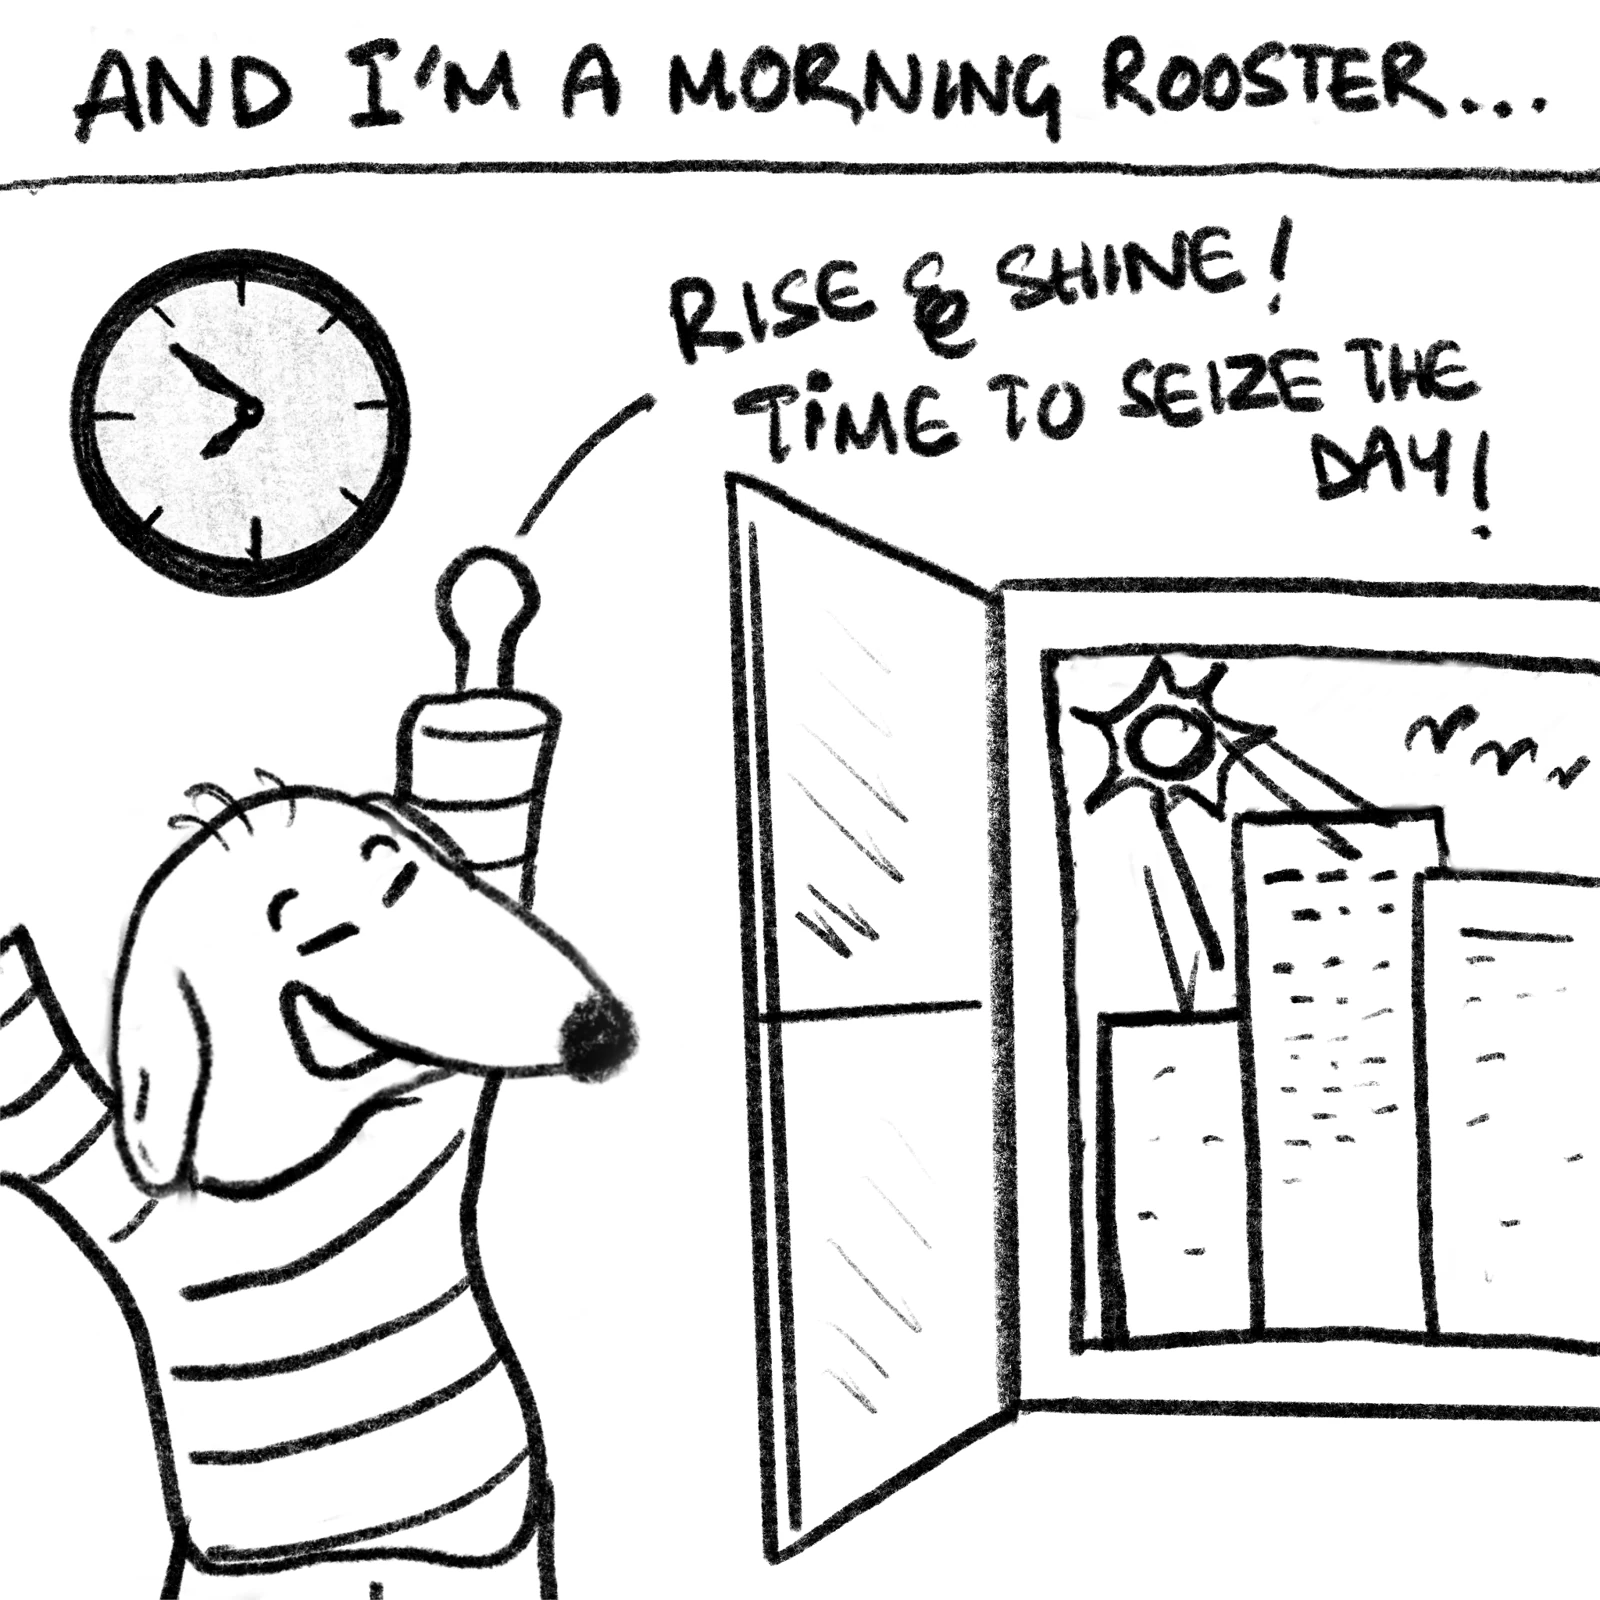 AND I'M A MORNING ROOSTER...
RISE & SHINE!
TIME TO SEIZE THE
DAY!